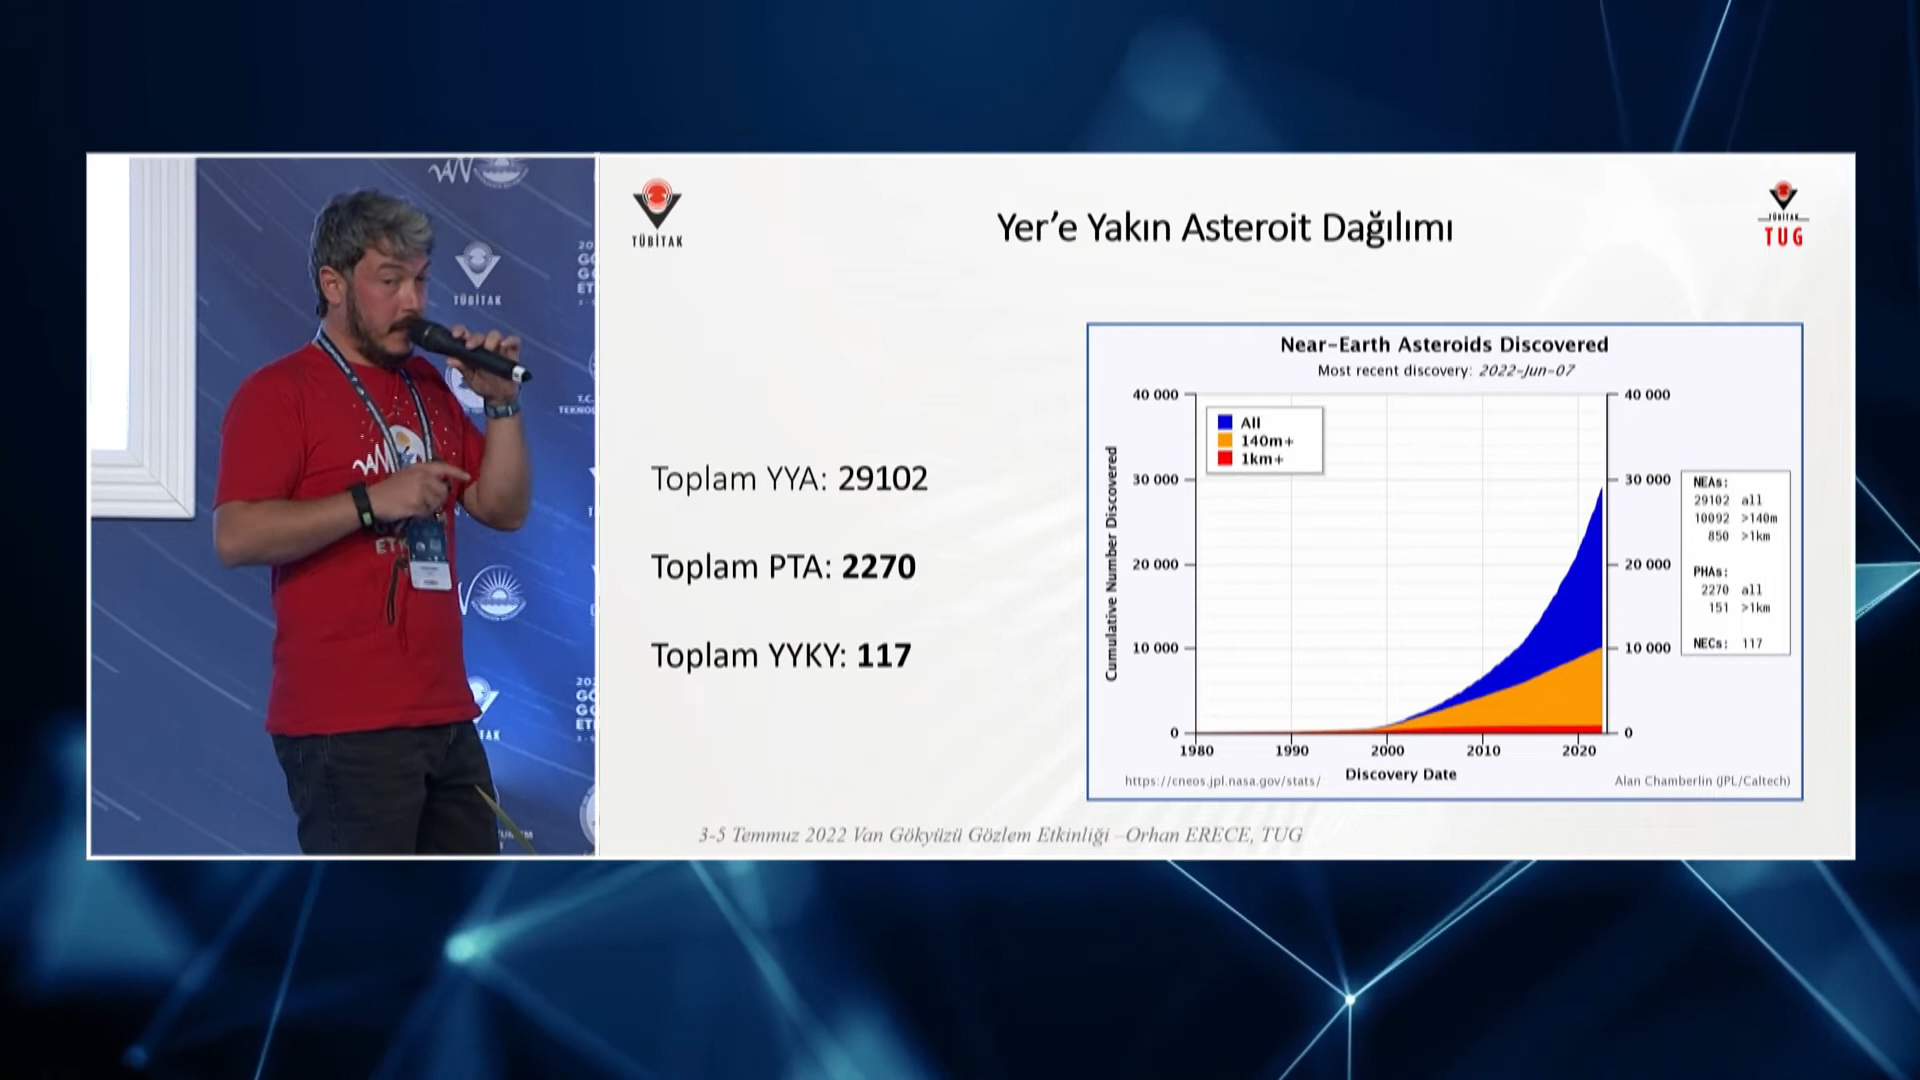 VAN
TÜBİTAK
TÜBİTAK
TÜBİTAK
TUG
Yer'e Yakın Asteroit Dağılımı
Toplam YYA: 29102
Toplam PTA: 2270
Toplam YYKY: 117
Near-Earth Asteroids Discovered
Most recent discovery: 2022-Jun-07
Cumulative Number Discovered
40 000
30 000
20 000
10 000
0
All
140m+
1km+
40 000
30 000
20 000
10 000
0
NEAs:
29102 all
10092 >140m
850 >1km
PHAs:
2270 all
151 >1km
NECs: 117
1980 1990 2000 2010 2020
Discovery Date
https://cneos.jpl.nasa.gov/stats/
Alan Chamberlin (JPL/Caltech)
3-5 Temmuz 2022 Van Gökyüzü Gözlem Etkinliği –Orhan ERECE, TUG